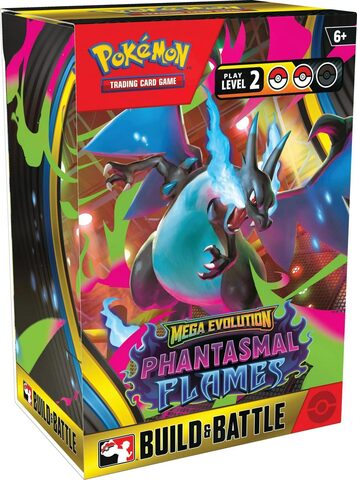 POKÉMON
TRADING CARD GAME
PLAY
LEVEL 2
6+
MEGA EVOLUTION
PHANTASMAL
FLAMES
BUILD & BATTLE